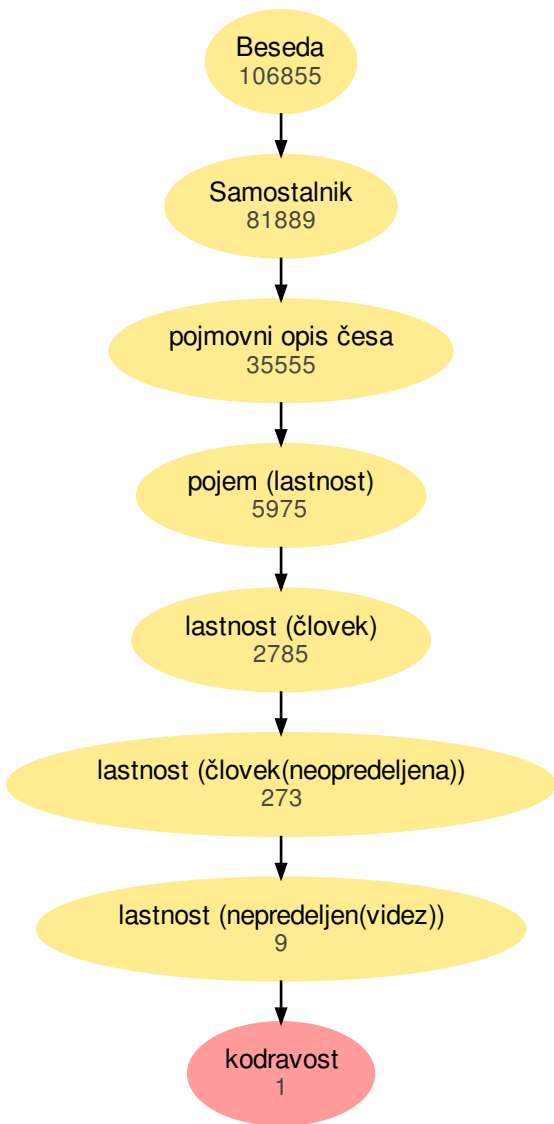 Beseda
106855
Samostalnik
81889
pojmovni opis česa
35555
pojem (lastnost)
5975
lastnost (človek)
2785
lastnost (človek(neopredeljena))
273
lastnost (nepredeljen(videz))
9
kodravost
1